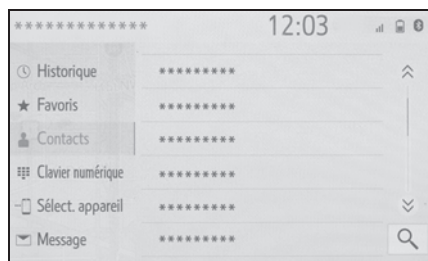 ************* 12:03
Historique *********
Favoris *********
Contacts *********
Clavier numérique *********
Sélect. appareil *********
Message *********